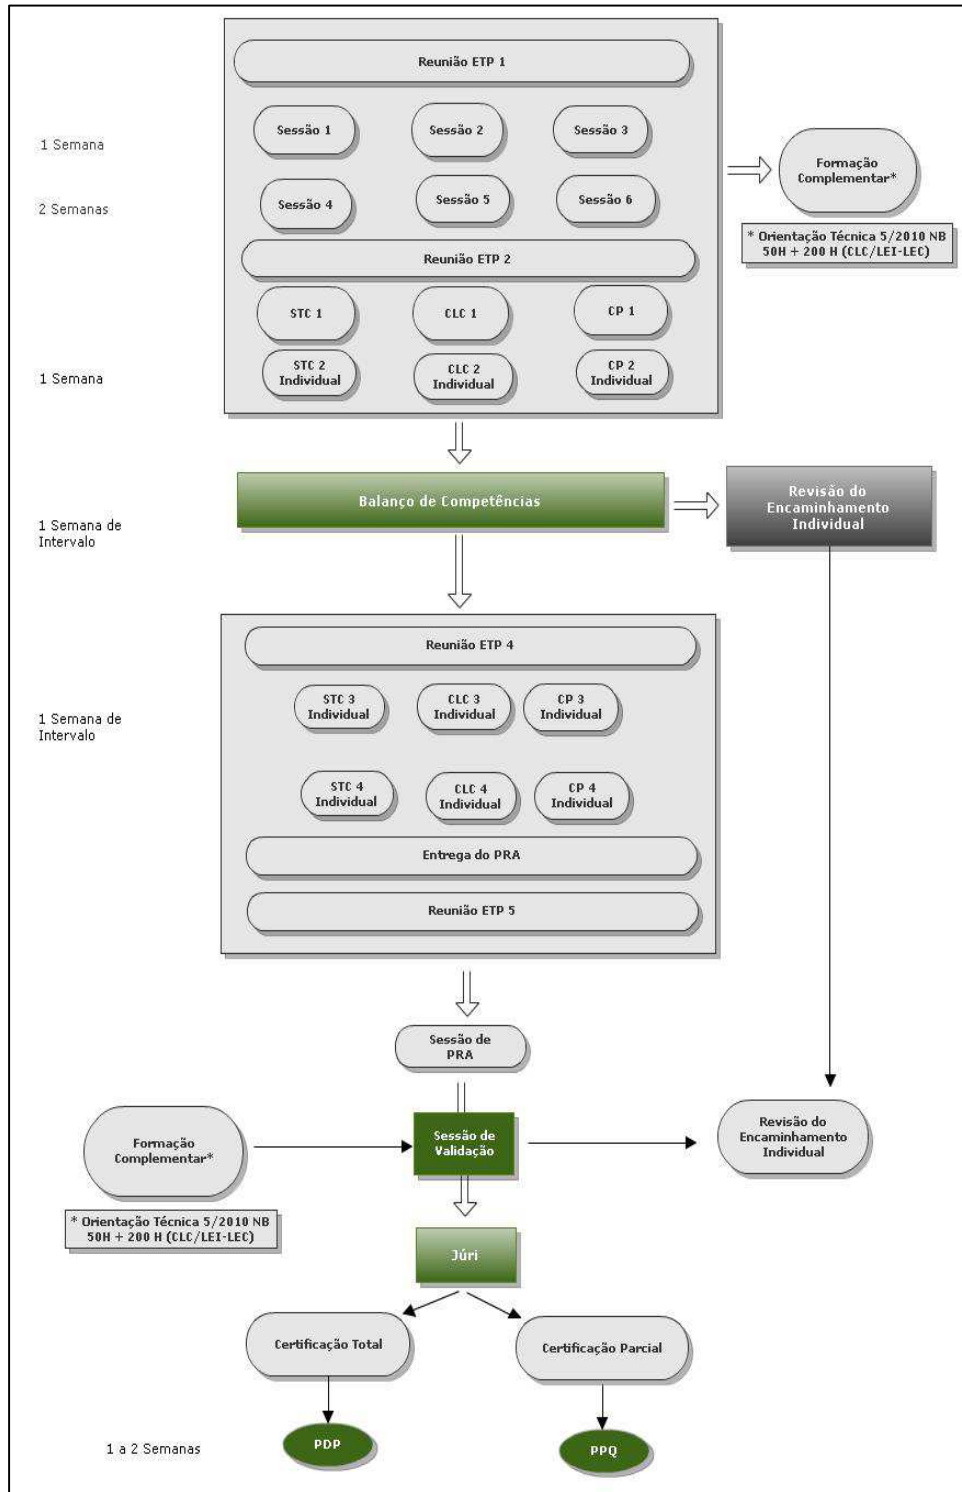 Reunião ETP 1
Sessão 1
Sessão 2
Sessão 3
1 Semana
Formação
Complementar*
2 Semanas
Sessão 4
Sessão 5
Sessão 6
* Orientação Técnica 5/2010 NB
50H + 200 H (CLC/LEI-LEC)
Reunião ETP 2
STC 1
CLC 1
CP 1
1 Semana
STC 2
Individual
CLC 2
Individual
CP 2
Individual
Balanço de Competências
Revisão do
Encaminhamento
Individual
1 Semana de
Intervalo
Reunião ETP 4
1 Semana de
Intervalo
STC 3
Individual
CLC 3
Individual
CP 3
Individual
STC 4
Individual
CLC 4
Individual
CP 4
Individual
Entrega do PRA
Reunião ETP 5
Sessão de
PRA
Formação
Complementar*
Sessão de
Validação
Revisão do
Encaminhamento
Individual
* Orientação Técnica 5/2010 NB
50H + 200 H (CLC/LEI-LEC)
Júri
Certificação Total
Certificação Parcial
1 a 2 Semanas
PDP
PPQ